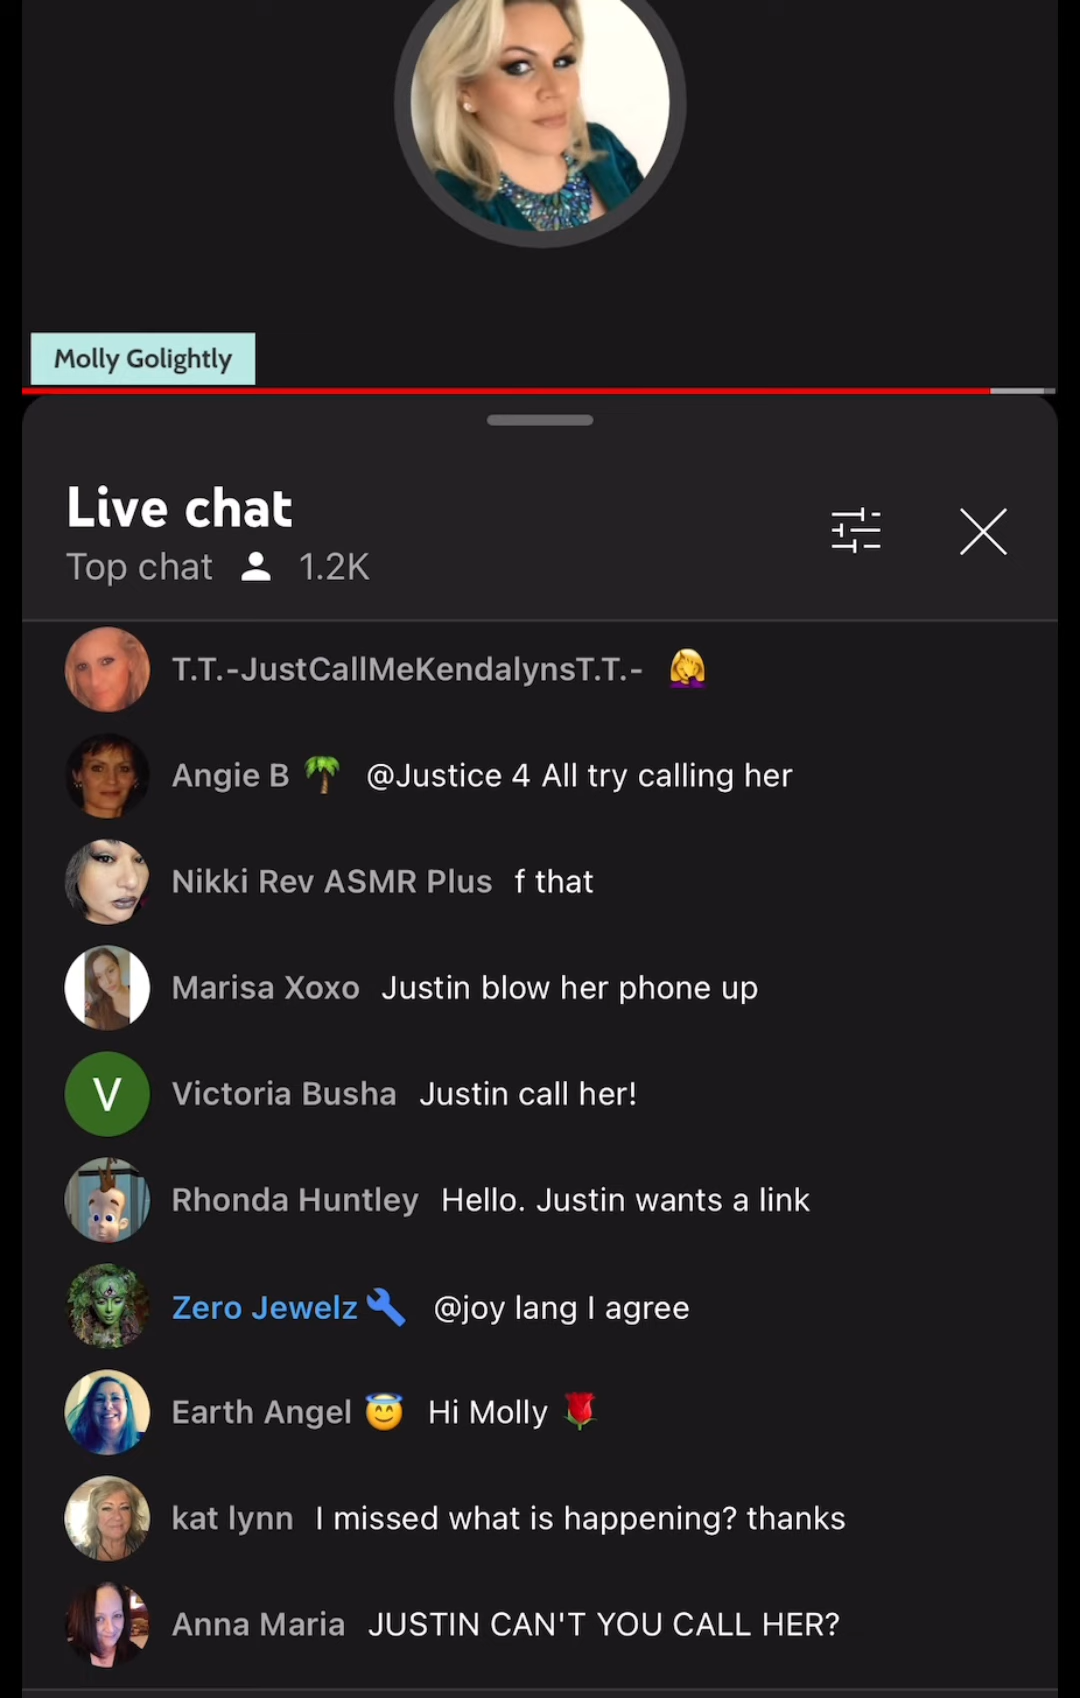 Molly Golightly
Live chat
Top chat 1.2K
T.T.-JustCallMeKendalynsT.T.- 🤦‍♀️
Angie B 🌴 @Justice 4 All try calling her
Nikki Rev ASMR Plus f that
Marisa Xoxo Justin blow her phone up
V Victoria Busha Justin call her!
Rhonda Huntley Hello. Justin wants a link
Zero Jewelz @joy lang I agree
Earth Angel 😇 Hi Molly 🌹
kat lynn I missed what is happening? thanks
Anna Maria JUSTIN CAN'T YOU CALL HER?